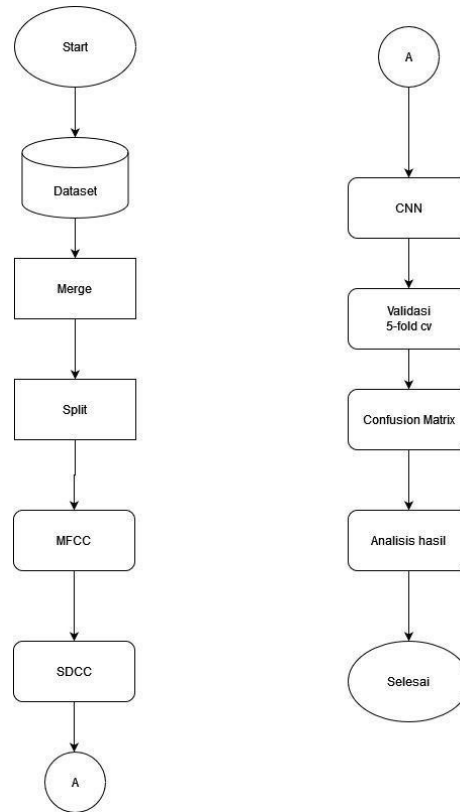 Start
Dataset
Merge
Split
MFCC
SDCC
A
A
CNN
Validasi
5-fold cv
Confusion Matrix
Analisis hasil
Selesai